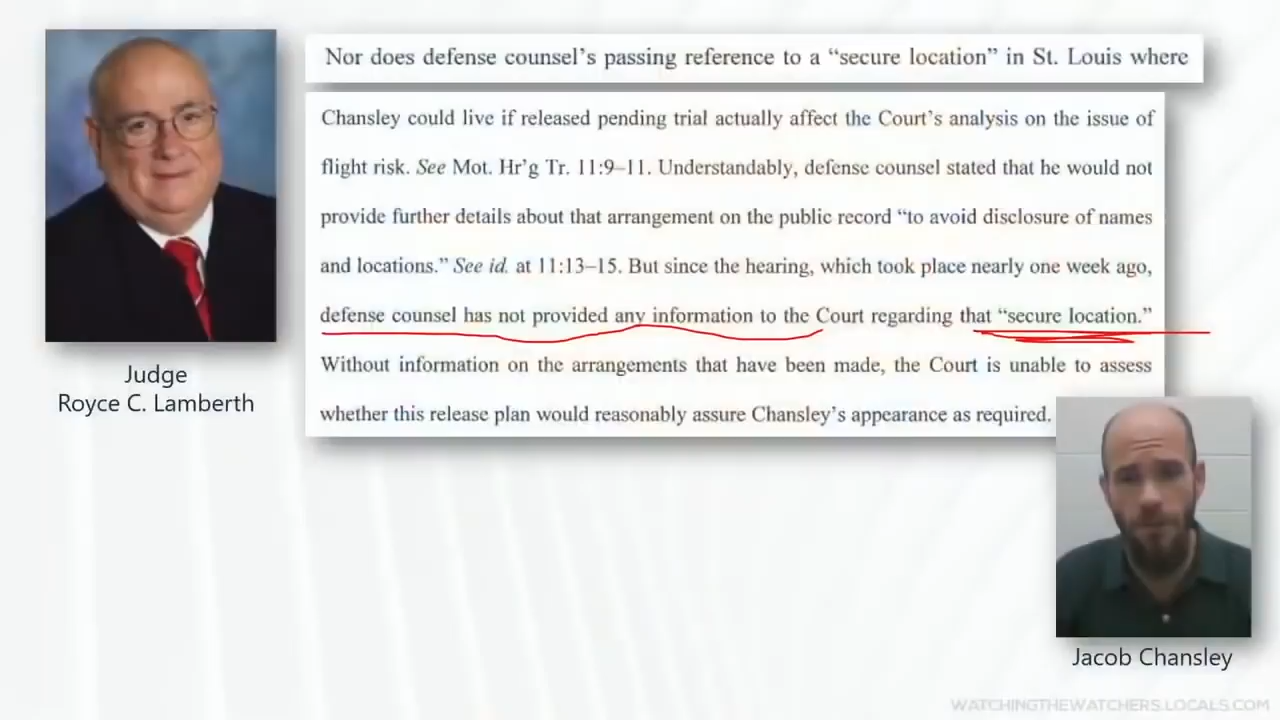 Nor does defense counsel's passing reference to a “secure location” in St. Louis where
Chansley could live if released pending trial actually affect the Court's analysis on the issue of
flight risk. See Mot. Hr'g Tr. 11:9–11. Understandably, defense counsel stated that he would not
provide further details about that arrangement on the public record “to avoid disclosure of names
and locations.” See id. at 11:13–15. But since the hearing, which took place nearly one week ago,
defense counsel has not provided any information to the Court regarding that “secure location.”
Without information on the arrangements that have been made, the Court is unable to assess
whether this release plan would reasonably assure Chansley's appearance as required.
Judge
Royce C. Lamberth
Jacob Chansley
WATCHINGTHEWATCHERS.LOCALS.COM